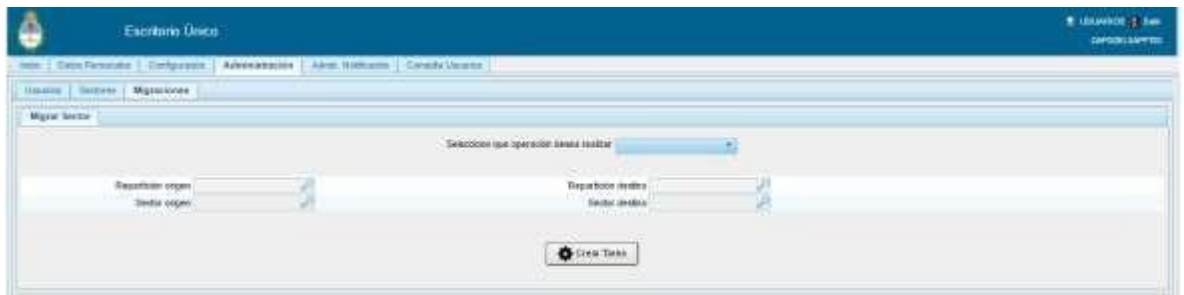 Escritorio Único
Salir
Inicio Datos Personales Configuración Administración Admin. Notificación Consulta Usuarios
Usuarios Sectores Migraciones
Migrar Sector
Seleccione que operación desea realizar
Repartición origen Repartición destino
Sector origen Sector destino
Crear Tarea